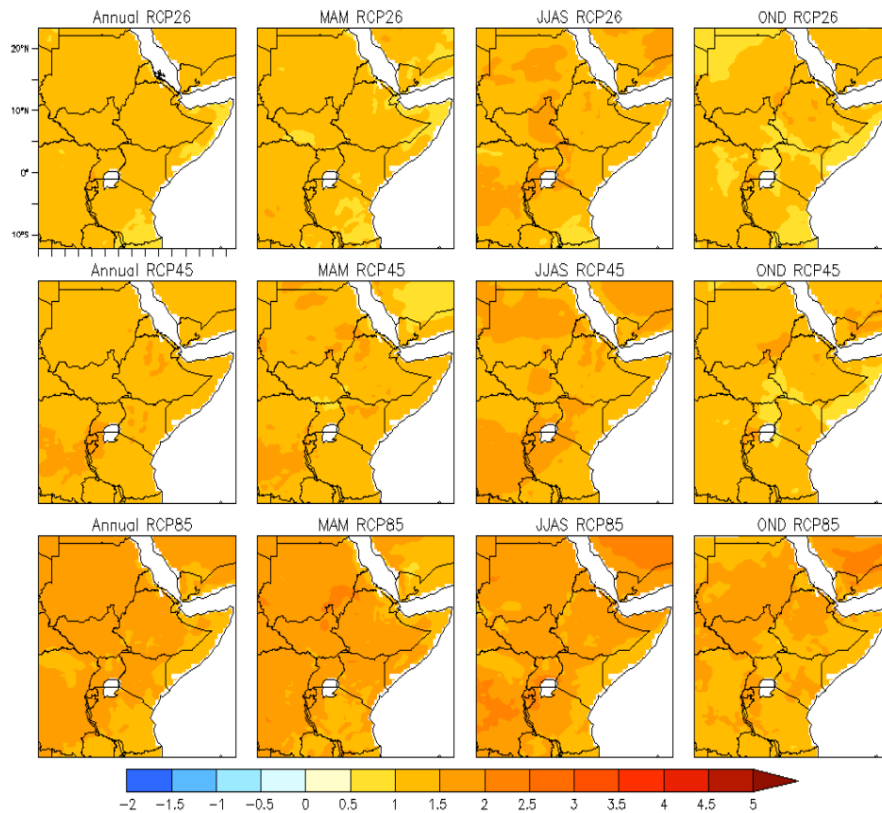 Annual RCP26 MAM RCP26 JJAS RCP26 OND RCP26
20°N
10°N
0°
10°S
Annual RCP45 MAM RCP45 JJAS RCP45 OND RCP45
Annual RCP85 MAM RCP85 JJAS RCP85 OND RCP85
-2 -1.5 -1 -0.5 0 0.5 1 1.5 2 2.5 3 3.5 4 4.5 5